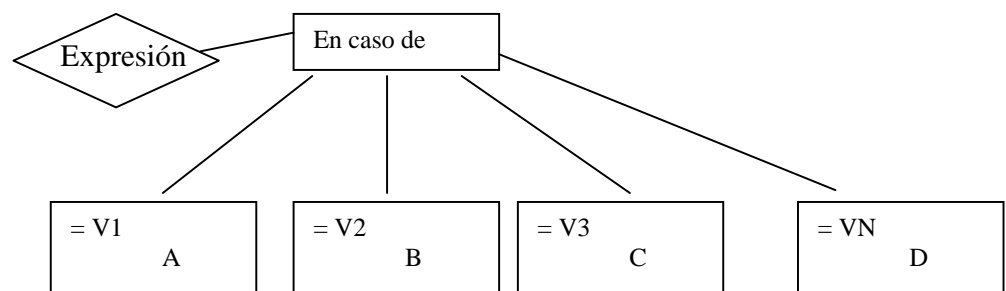 Expresión
En caso de
= V1
A
= V2
B
= V3
C
= VN
D